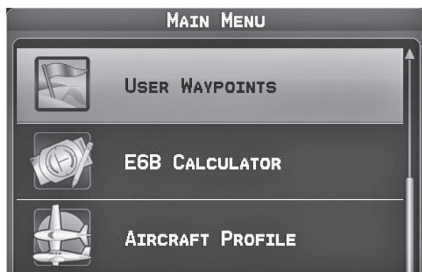 Main Menu
User Waypoints
E6B Calculator
Aircraft Profile